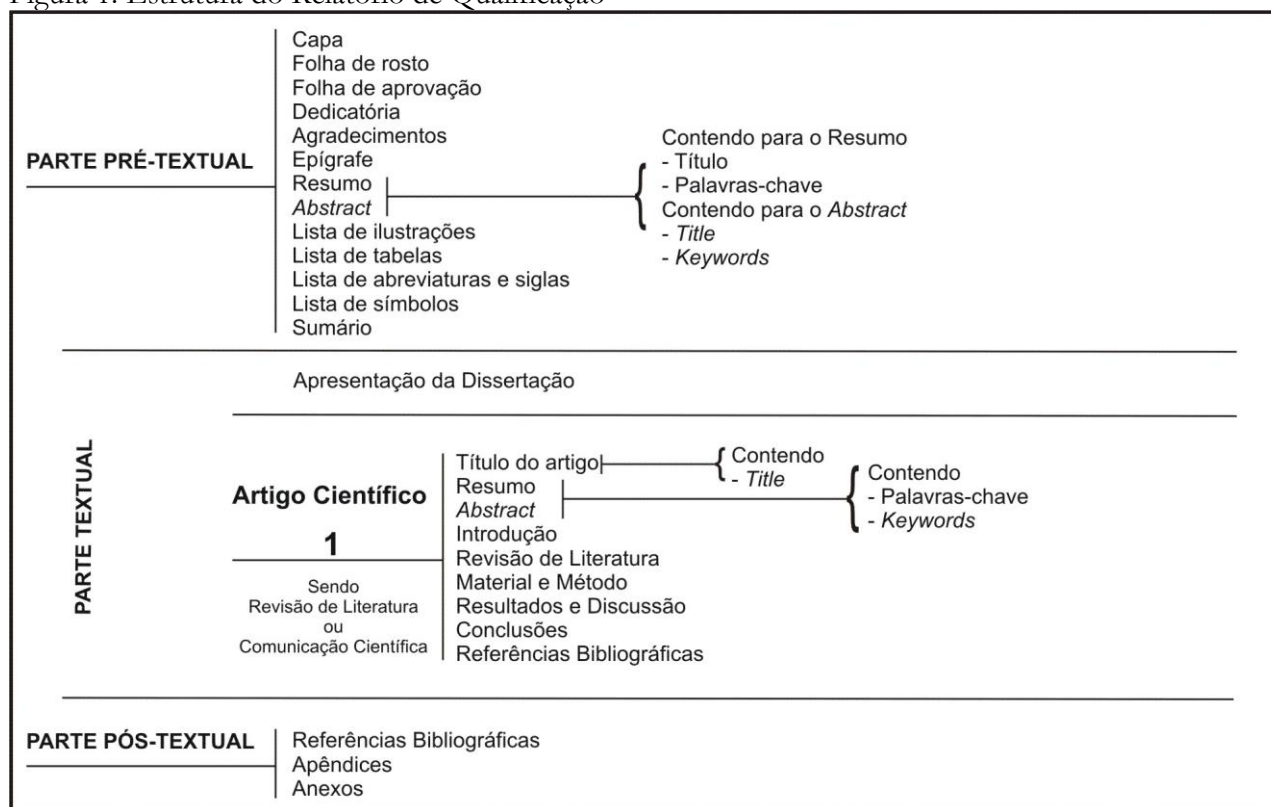 Figura 1. Estrutura do Relatório de Qualificação
PARTE PRÉ-TEXTUAL
Capa
Folha de rosto
Folha de aprovação
Dedicatória
Agradecimentos
Epígrafe
Resumo
Abstract
Lista de ilustrações
Lista de tabelas
Lista de abreviaturas e siglas
Lista de símbolos
Sumário
Contendo para o Resumo
- Título
- Palavras-chave
Contendo para o Abstract
- Title
- Keywords
PARTE TEXTUAL
Apresentação da Dissertação
Artigo Científico
1
Sendo
Revisão de Literatura
ou
Comunicação Científica
Título do artigo
Resumo
Abstract
Introdução
Revisão de Literatura
Material e Método
Resultados e Discussão
Conclusões
Referências Bibliográficas
Contendo
- Title
Contendo
- Palavras-chave
- Keywords
PARTE PÓS-TEXTUAL
Referências Bibliográficas
Apêndices
Anexos